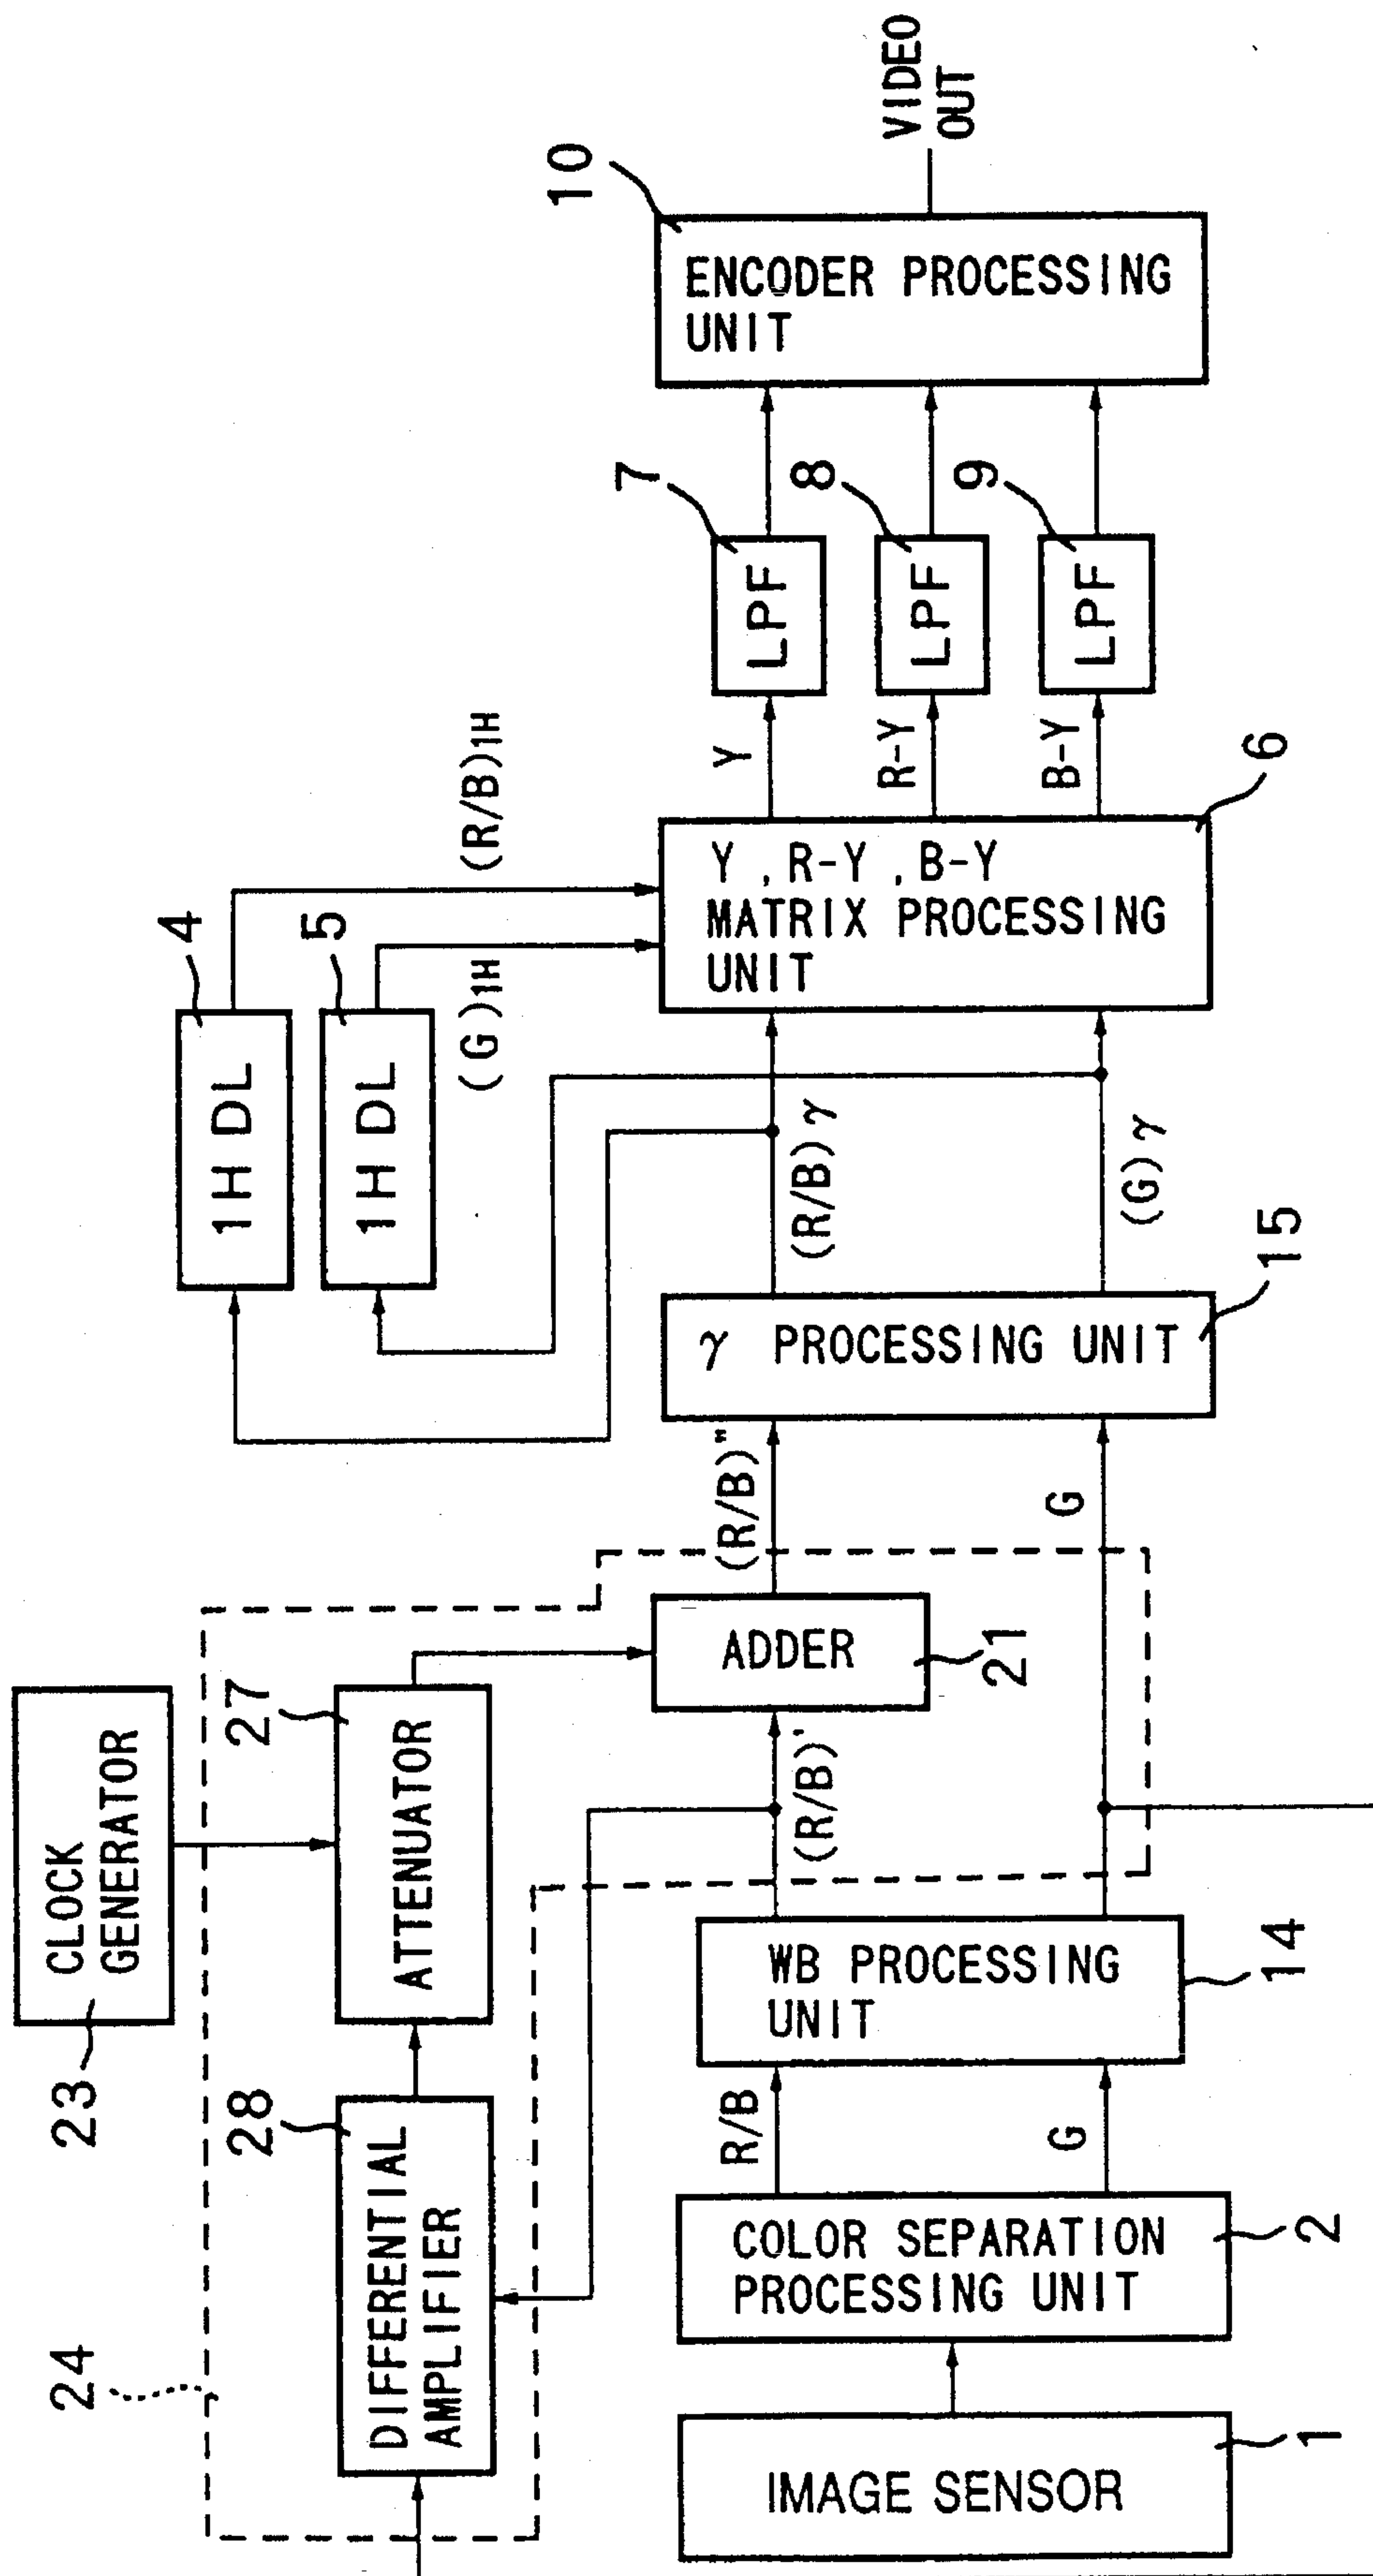 23
CLOCK
GENERATOR
24
28
DIFFERENTIAL
AMPLIFIER
27
ATTENUATOR
4
1H DL
5
1H DL
(R/B)1H
(G)1H
IMAGE SENSOR
1
COLOR SEPARATION
PROCESSING UNIT
2
R/B
G
WB PROCESSING
UNIT
14
(R/B)'
ADDER
21
(R/B)"
G
γ PROCESSING UNIT
15
(R/B)γ
(G)γ
Y , R-Y , B-Y
MATRIX PROCESSING
UNIT
6
Y
R-Y
B-Y
7
LPF
8
LPF
9
LPF
10
ENCODER PROCESSING
UNIT
VIDEO
OUT